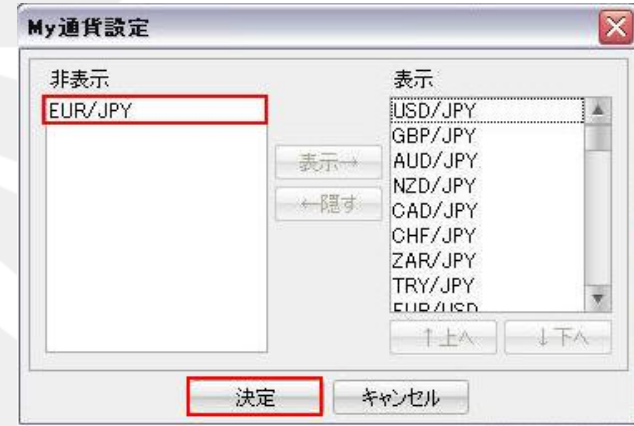 My通貨設定
非表示
EUR/JPY
表示→
←隠す
表示
USD/JPY
GBP/JPY
AUD/JPY
NZD/JPY
CAD/JPY
CHF/JPY
ZAR/JPY
TRY/JPY
EUR/USD
↑上へ
↓下へ
決定
キャンセル